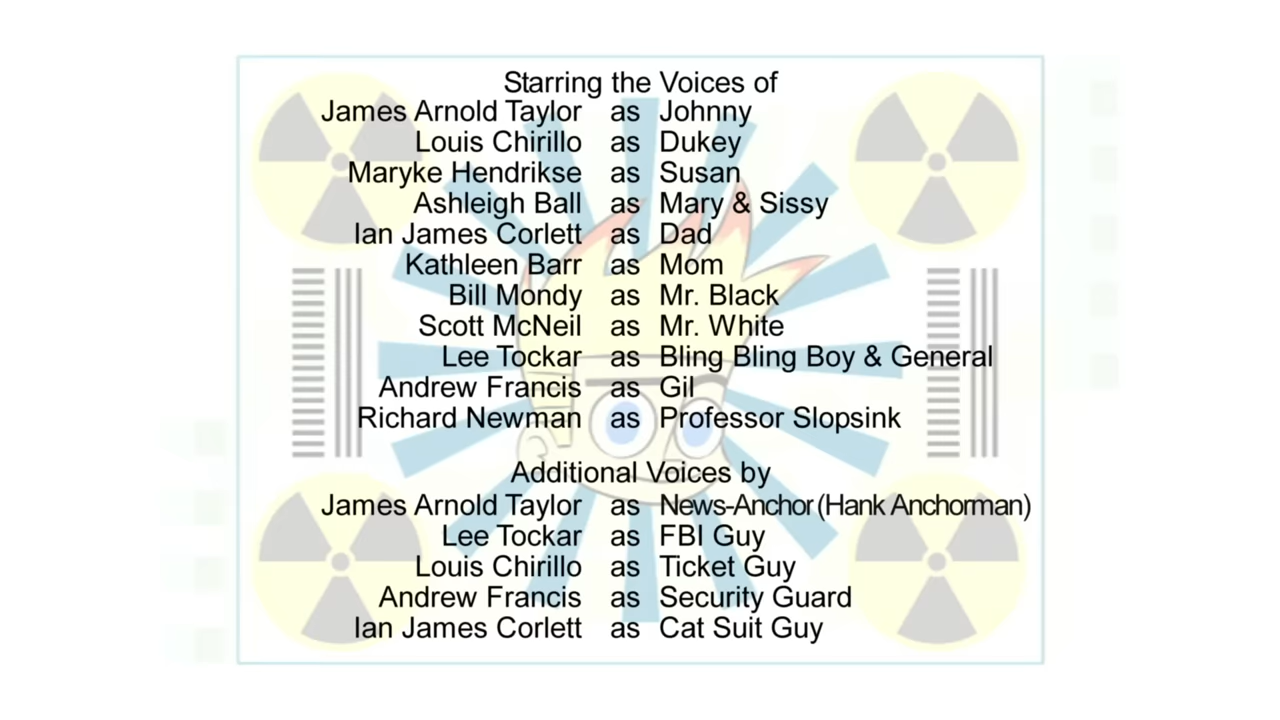 Starring the Voices of
James Arnold Taylor as Johnny
Louis Chirillo as Dukey
Maryke Hendrikse as Susan
Ashleigh Ball as Mary & Sissy
Ian James Corlett as Dad
Kathleen Barr as Mom
Bill Mondy as Mr. Black
Scott McNeil as Mr. White
Lee Tockar as Bling Bling Boy & General
Andrew Francis as Gil
Richard Newman as Professor Slopsink
Additional Voices by
James Arnold Taylor as News-Anchor (Hank Anchorman)
Lee Tockar as FBI Guy
Louis Chirillo as Ticket Guy
Andrew Francis as Security Guard
Ian James Corlett as Cat Suit Guy